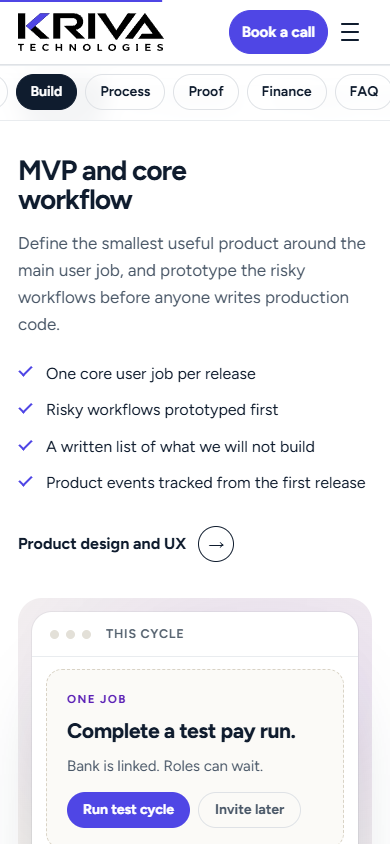 KRIVA
TECHNOLOGIES
Book a call
Build
Process
Proof
Finance
FAQ
MVP and core
workflow
Define the smallest useful product around the
main user job, and prototype the risky
workflows before anyone writes production
code.
One core user job per release
Risky workflows prototyped first
A written list of what we will not build
Product events tracked from the first release
Product design and UX →
THIS CYCLE
ONE JOB
Complete a test pay run.
Bank is linked. Roles can wait.
Run test cycle
Invite later